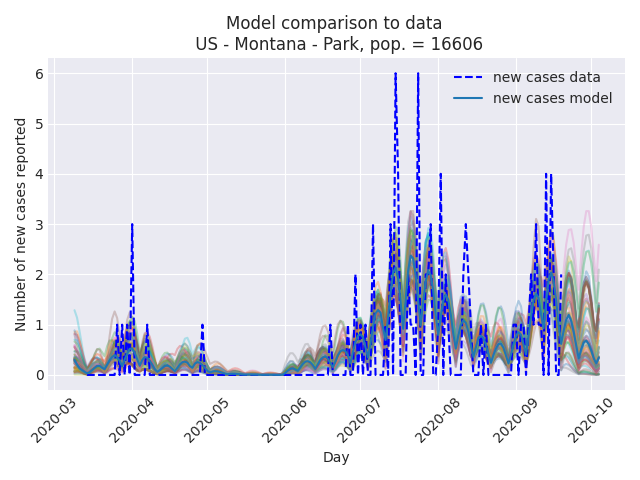 Model comparison to data
US - Montana - Park, pop. = 16606
new cases data
new cases model
Number of new cases reported
6
5
4
3
2
1
0
2020-03
2020-04
2020-05
2020-06
2020-07
2020-08
2020-09
2020-10
Day